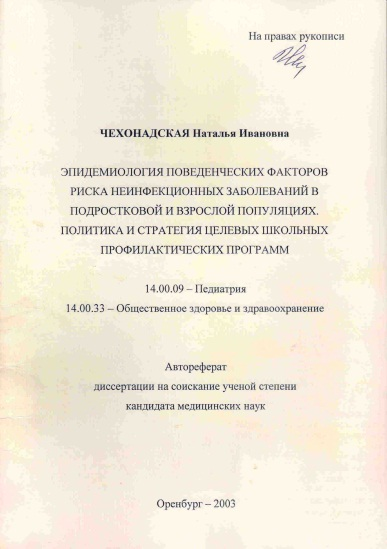 На правах рукописи
ЧЕХОНАДСКАЯ Наталья Ивановна
ЭПИДЕМИОЛОГИЯ ПОВЕДЕНЧЕСКИХ ФАКТОРОВ
РИСКА НЕИНФЕКЦИОННЫХ ЗАБОЛЕВАНИЙ В
ПОДРОСТКОВОЙ И ВЗРОСЛОЙ ПОПУЛЯЦИЯХ.
ПОЛИТИКА И СТРАТЕГИЯ ЦЕЛЕВЫХ ШКОЛЬНЫХ
ПРОФИЛАКТИЧЕСКИХ ПРОГРАММ
14.00.09 – Педиатрия
14.00.33 – Общественное здоровье и здравоохранение
Автореферат
диссертации на соискание ученой степени
кандидата медицинских наук
Оренбург – 2003